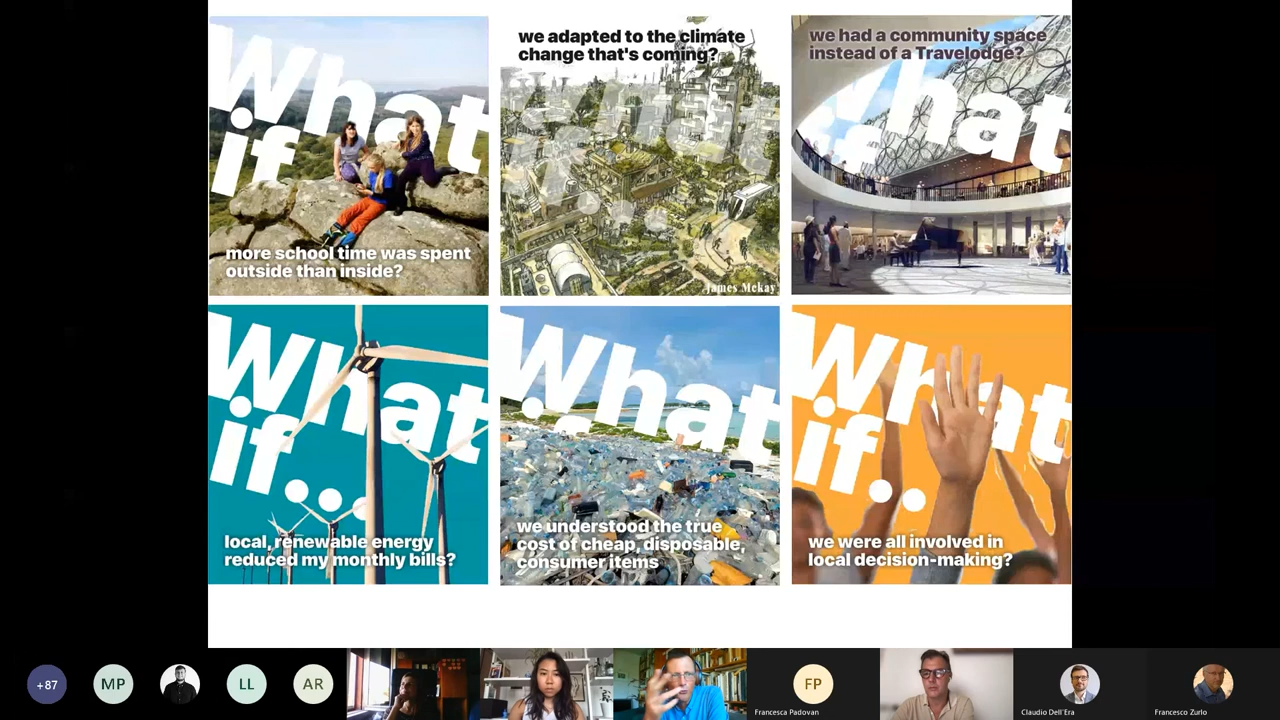 What
if
more school time was spent
outside than inside?
we adapted to the climate
change that's coming?
What
if...
James McKay
we had a community space
instead of a Travelodge?
What
if
What
if...
local, renewable energy
reduced my monthly bills?
What
we understood the true
cost of cheap, disposable,
consumer items
What
if..
we were all involved in
local decision-making?
+87
MP
LL
AR
FP
Francesca Padovan
Claudio Dell'Era
Francesco Zurlo